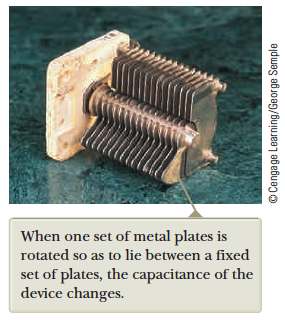 © Cengage Learning/George Semple
When one set of metal plates is
rotated so as to lie between a fixed
set of plates, the capacitance of the
device changes.